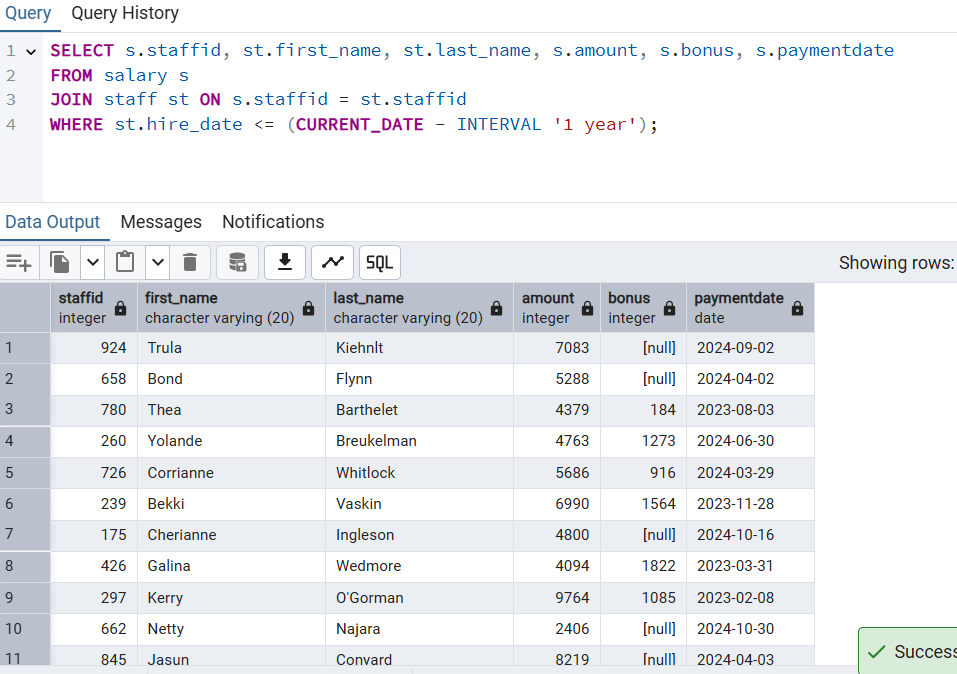 Query Query History
1 SELECT s.staffid, st.first_name, st.last_name, s.amount, s.bonus, s.paymentdate
2 FROM salary s
3 JOIN staff st ON s.staffid = st.staffid
4 WHERE st.hire_date <= (CURRENT_DATE - INTERVAL '1 year');
Data Output Messages Notifications
SQL Showing rows:
staffid first_name last_name amount bonus paymentdate
integer character varying (20) character varying (20) integer integer date
1 924 Trula Kiehnlt 7083 [null] 2024-09-02
2 658 Bond Flynn 5288 [null] 2024-04-02
3 780 Thea Barthelet 4379 184 2023-08-03
4 260 Yolande Breukelman 4763 1273 2024-06-30
5 726 Corrianne Whitlock 5686 916 2024-03-29
6 239 Bekki Vaskin 6990 1564 2023-11-28
7 175 Cherianne Ingleson 4800 [null] 2024-10-16
8 426 Galina Wedmore 4094 1822 2023-03-31
9 297 Kerry O'Gorman 9764 1085 2023-02-08
10 662 Netty Najara 2406 [null] 2024-10-30
11 845 Jasun Conyard 8219 [null] 2024-04-03
Success